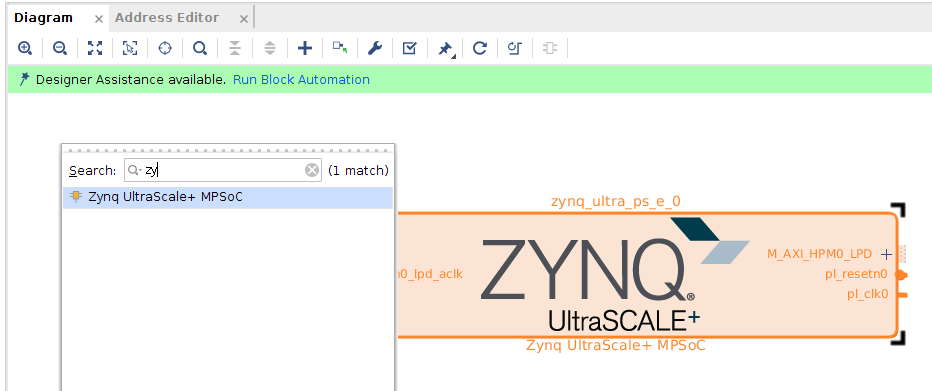 Diagram × Address Editor ×
Designer Assistance available. Run Block Automation
Search: zy (1 match)
Zynq UltraScale+ MPSoC
zynq_ultra_ps_e_0
ZYNQ®
UltraSCALE+
M_AXI_HPM0_LPD
0_lpd_aclk
pl_resetn0
pl_clk0
Zynq UltraScale+ MPSoC